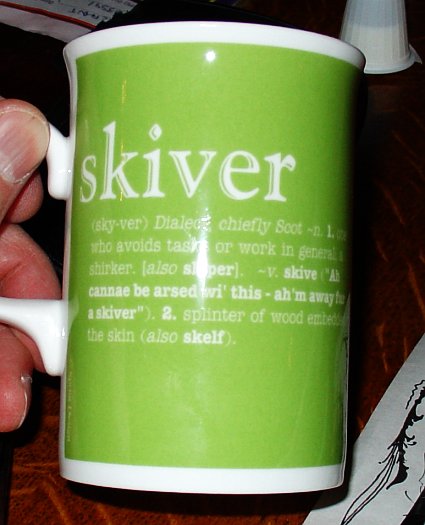 skiver
(sky-ver) Dialect, chiefly Scot ~n. 1. one
who avoids tasks or work in general, a
shirker. [also skiper]. ~v. skive ("Ah
cannae be arsed wi' this - ah'm away for
a skiver"). 2. splinter of wood embedded
the skin (also skelf).